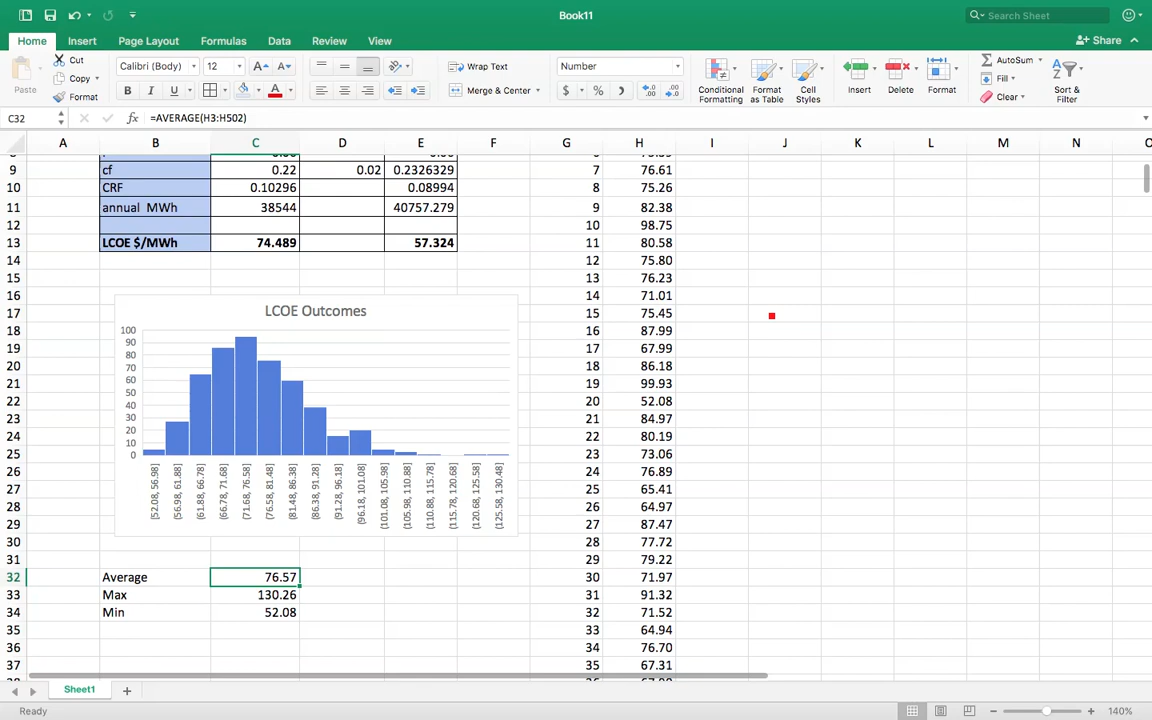 Book11
Search Sheet
Home Insert Page Layout Formulas Data Review View
Share
Paste
Cut
Copy
Format
Calibri (Body) 12
Wrap Text
Merge & Center
Number
Conditional Formatting
Format as Table
Cell Styles
Insert
Delete
Format
AutoSum
Fill
Clear
Sort & Filter
C32 fx =AVERAGE(H3:H502)
A B C D E F G H I J K L M N
9 cf 0.22 0.02 0.2326329 7 76.61
10 CRF 0.10296 0.08994 8 75.26
11 annual MWh 38544 40757.279 9 82.38
12 10 98.75
13 LCOE $/MWh 74.489 57.324 11 80.58
14 12 75.80
15 13 76.23
16 14 71.01
17 15 75.45
18 16 87.99
19 17 67.99
20 18 86.18
21 19 99.93
22 20 52.08
23 21 84.97
24 22 80.19
25 23 73.06
26 24 76.89
27 25 65.41
28 26 64.97
29 27 87.47
30 28 77.72
31 29 79.22
32 Average 76.57 30 71.97
33 Max 130.26 31 91.32
34 Min 52.08 32 71.52
35 33 64.94
36 34 76.70
37 35 67.31
LCOE Outcomes
100
90
80
70
60
50
40
30
20
10
0
[52.08, 56.98]
(56.98, 61.88]
(61.88, 66.78]
(66.78, 71.68]
(71.68, 76.58]
(76.58, 81.48]
(81.48, 86.38]
(86.38, 91.28]
(91.28, 96.18]
(96.18, 101.08]
(101.08, 105.98]
(105.98, 110.88]
(110.88, 115.78]
(115.78, 120.68]
(120.68, 125.58]
(125.58, 130.48]
Sheet1
Ready
140%